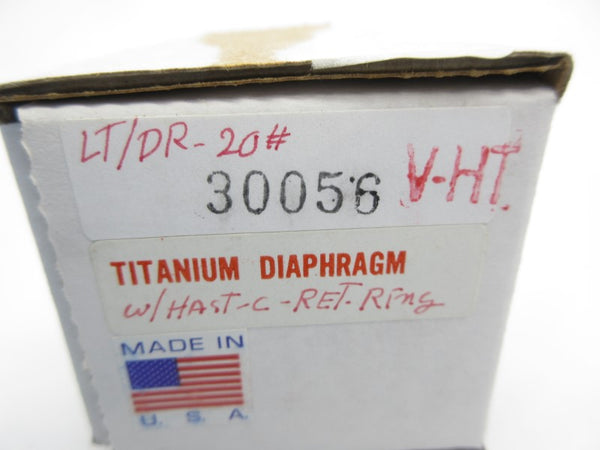 LT/DR-20#
30056 V-HT
TITANIUM DIAPHRAGM
w/HAST-C-RET.RIng
MADE IN
U. S. A.